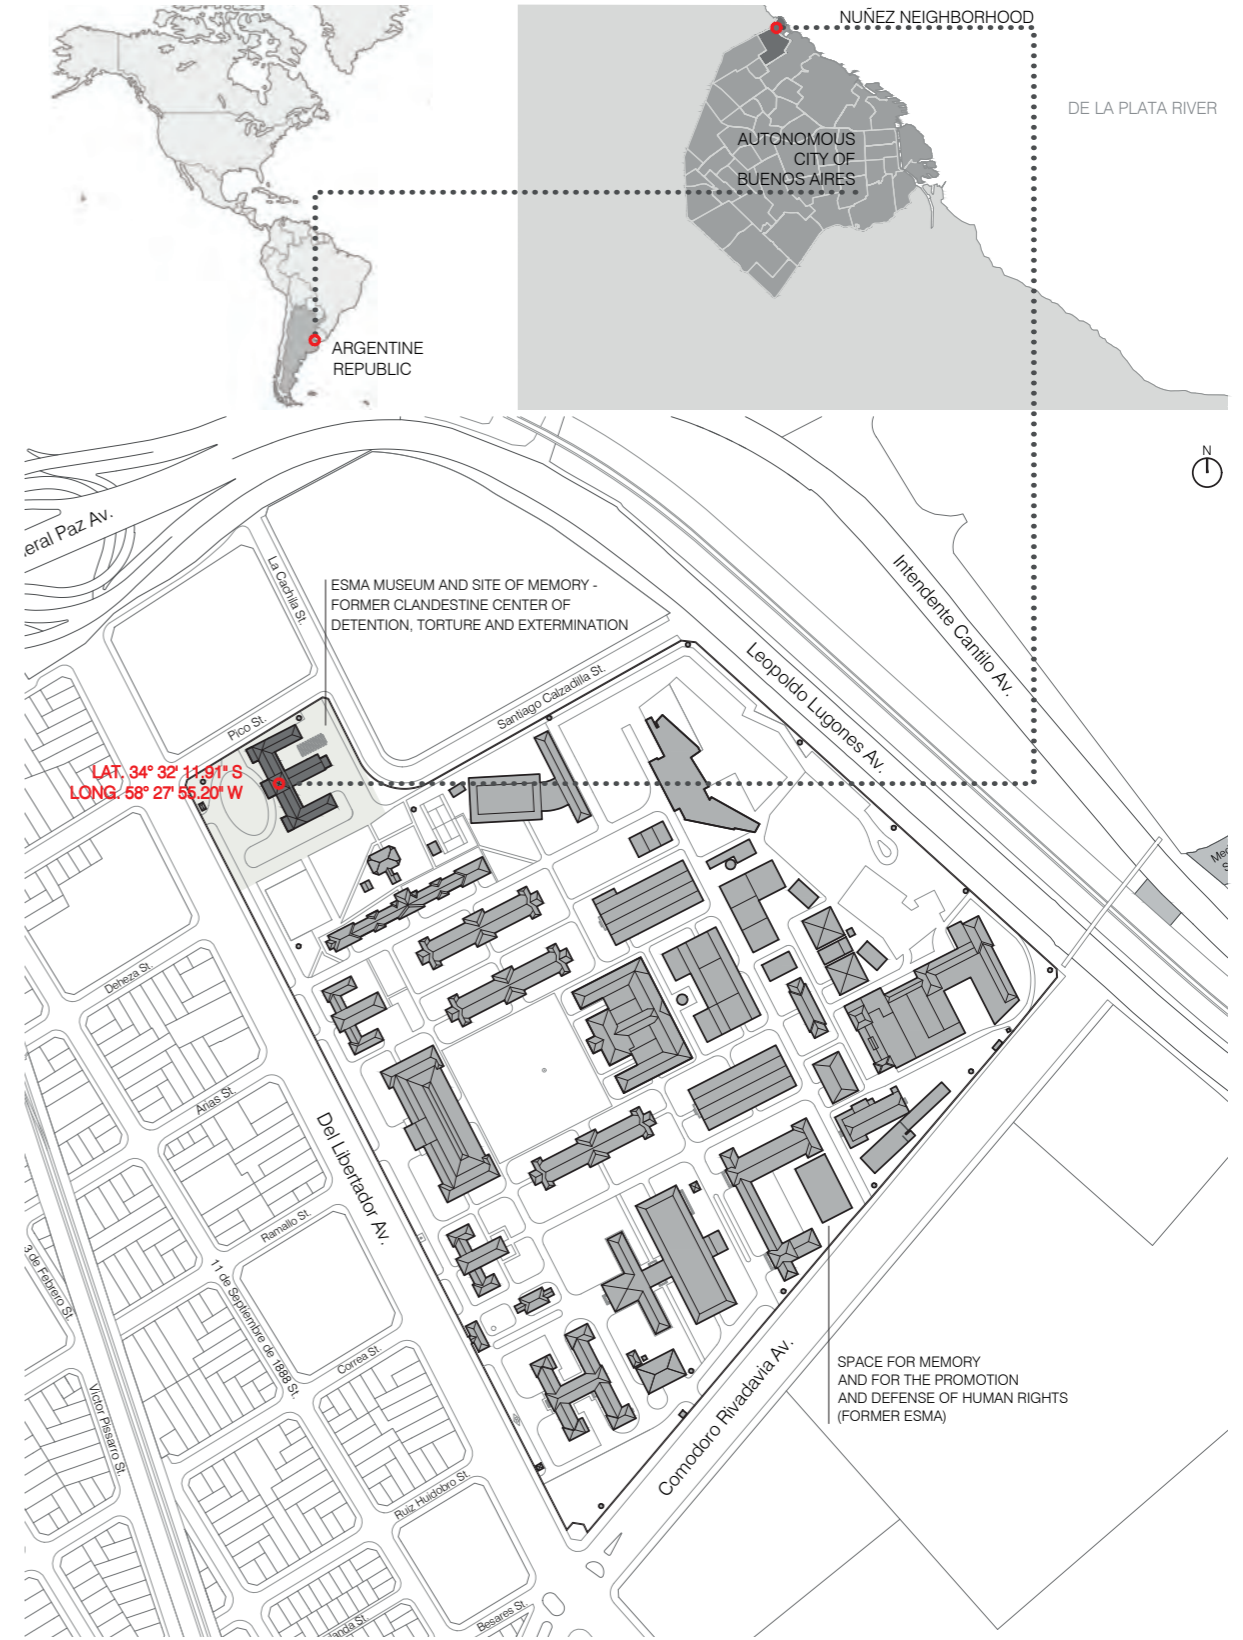 NUÑEZ NEIGHBORHOOD
DE LA PLATA RIVER
AUTONOMOUS
CITY OF
BUENOS AIRES
ARGENTINE
REPUBLIC
N
eral Paz Av.
La Cachila St.
ESMA MUSEUM AND SITE OF MEMORY -
FORMER CLANDESTINE CENTER OF
DETENTION, TORTURE AND EXTERMINATION
Intendente Cantilo Av.
Leopoldo Lugones Av.
Santiago Calzadilla St.
Pico St.
LAT. 34° 32' 11.91" S
LONG. 58° 27' 55.20" W
Deheza St.
Arias St.
Del Libertador Av.
Ramallo St.
3 de Febrero St.
11 de Septiembre de 1888 St.
Correa St.
Victor Pissarro St.
SPACE FOR MEMORY
AND FOR THE PROMOTION
AND DEFENSE OF HUMAN RIGHTS
(FORMER ESMA)
Comodoro Rivadavia Av.
Ruiz Huidobro St.
Besares St.
anda St.